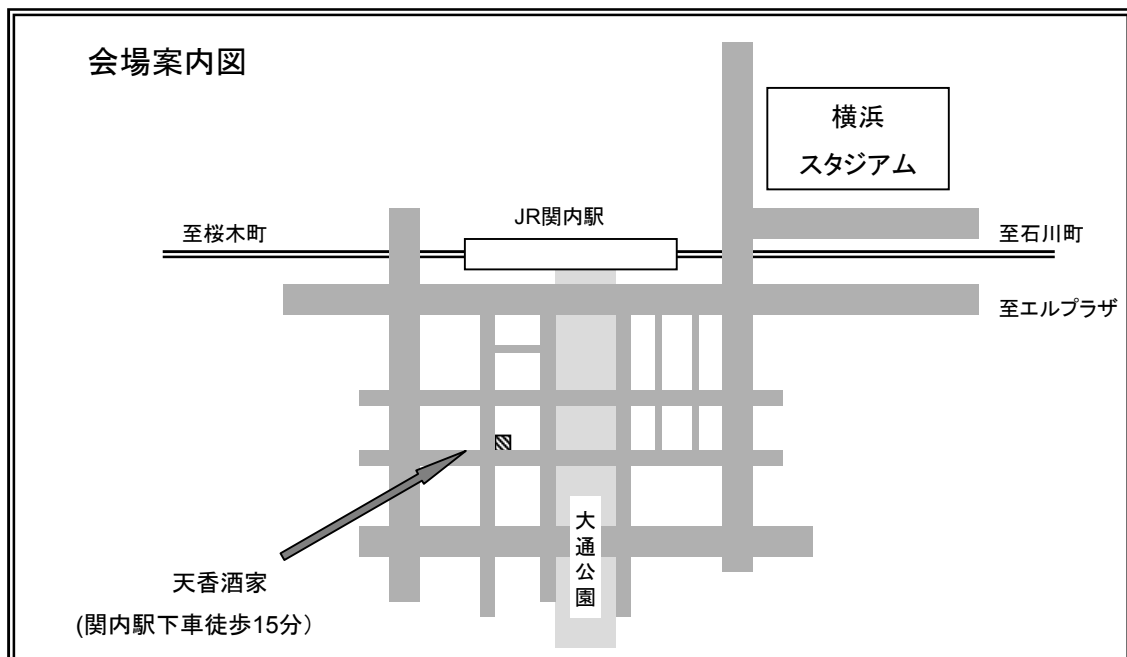 会場案内図
横浜
スタジアム
JR関内駅
至桜木町
至石川町
至エルプラザ
大通公園
天香酒家
(関内駅下車徒歩15分）